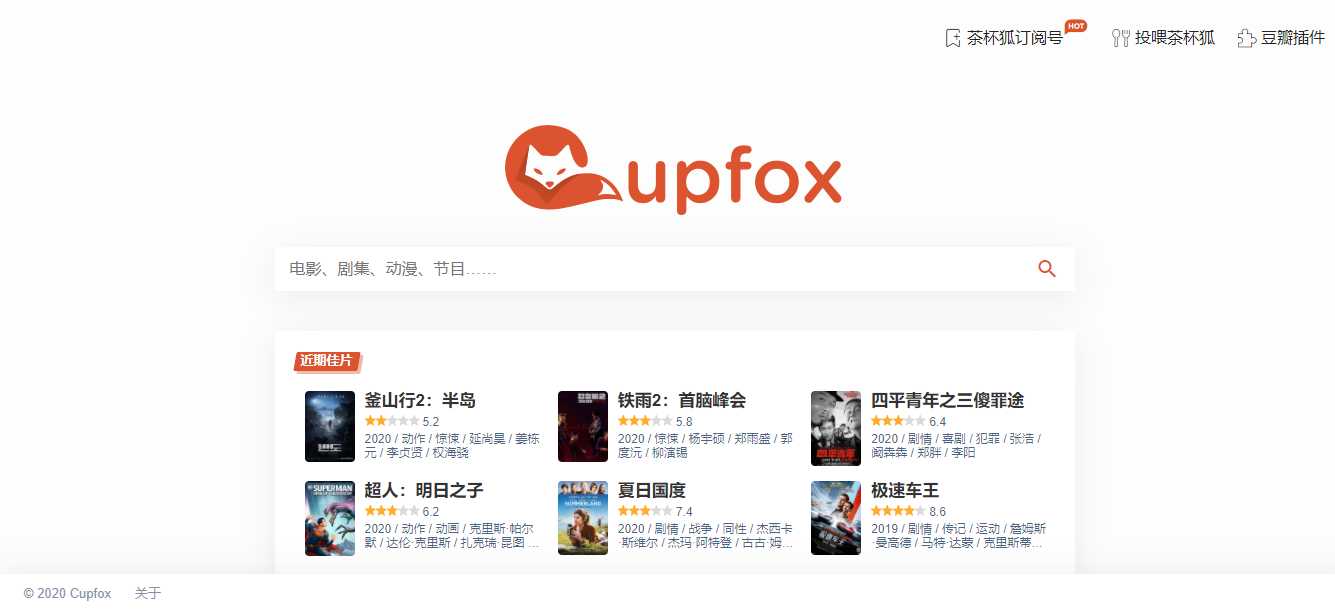 茶杯狐订阅号 HOT 投喂茶杯狐 豆瓣插件
Cupfox
电影、剧集、动漫、节目……
近期佳片
釜山行2：半岛
5.2
2020 / 动作 / 惊悚 / 延尚昊 / 姜栋
元 / 李贞贤 / 权海骁
铁雨2：首脑峰会
5.8
2020 / 惊悚 / 杨宇硕 / 郑雨盛 / 郭
度沅 / 柳演锡
四平青年之三傻罪途
6.4
2020 / 剧情 / 喜剧 / 犯罪 / 张浩 /
阚犇犇 / 郑胖 / 李阳
SUPERMAN
超人：明日之子
6.2
2020 / 动作 / 动画 / 克里斯·帕尔
默 / 达伦·克里斯 / 扎克瑞·昆图 ...
SUMMERLAND
夏日国度
7.4
2020 / 剧情 / 战争 / 同性 / 杰西卡
·斯维尔 / 杰玛·阿特登 / 古古·姆...
极速车王
8.6
2019 / 剧情 / 传记 / 运动 / 詹姆斯
·曼高德 / 马特·达蒙 / 克里斯蒂...
© 2020 Cupfox 关于